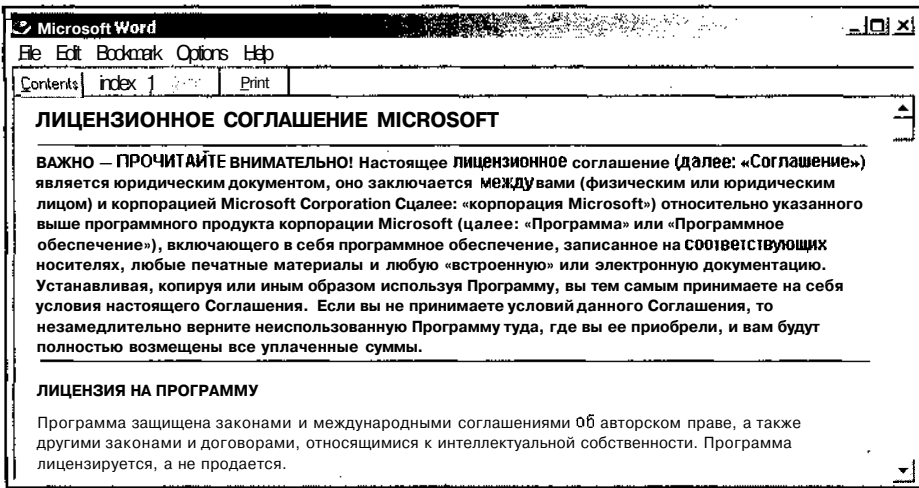 Microsoft Word
File Edit Bookmark Options Help
Contents index 1 Print
ЛИЦЕНЗИОННОЕ СОГЛАШЕНИЕ MICROSOFT
ВАЖНО — ПРОЧИТАЙТЕ ВНИМАТЕЛЬНО! Настоящее лицензионное соглашение (далее: «Соглашение»)
является юридическим документом, оно заключается между вами (физическим или юридическим
лицом) и корпорацией Microsoft Corporation Сцалее: «корпорация Microsoft») относительно указанного
выше программного продукта корпорации Microsoft (цалее: «Программа» или «Программное
обеспечение»), включающего в себя программное обеспечение, записанное на соответствующих
носителях, любые печатные материалы и любую «встроенную» или электронную документацию.
Устанавливая, копируя или иным образом используя Программу, вы тем самым принимаете на себя
условия настоящего Соглашения. Если вы не принимаете условий данного Соглашения, то
незамедлительно верните неиспользованную Программу туда, где вы ее приобрели, и вам будут
полностью возмещены все уплаченные суммы.
ЛИЦЕНЗИЯ НА ПРОГРАММУ
Программа защищена законами и международными соглашениями об авторском праве, а также
другими законами и договорами, относящимися к интеллектуальной собственности. Программа
лицензируется, а не продается.